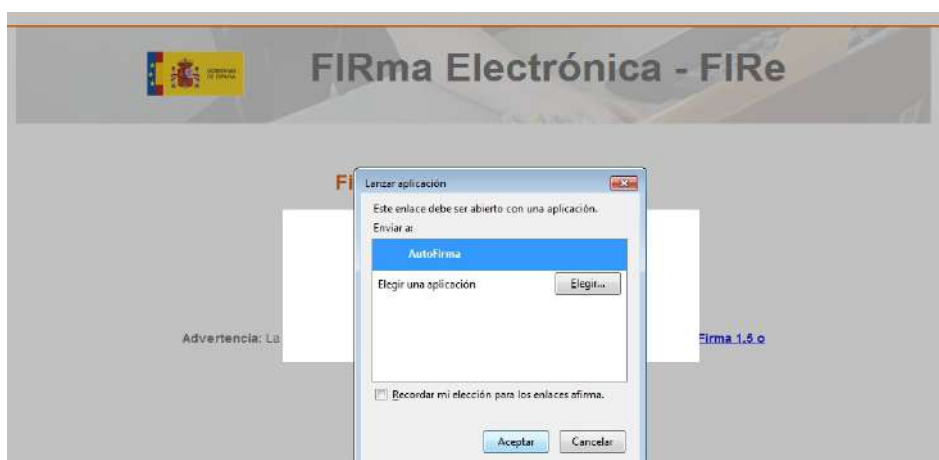 FIRma Electrónica - FIRe
Fi
Lanzar aplicación
Este enlace debe ser abierto con una aplicación.
Enviar a:
AutoFirma
Elegir una aplicación
Elegir...
Advertencia: La
Firma 1.5 o
Recordar mi elección para los enlaces afirma.
Aceptar
Cancelar